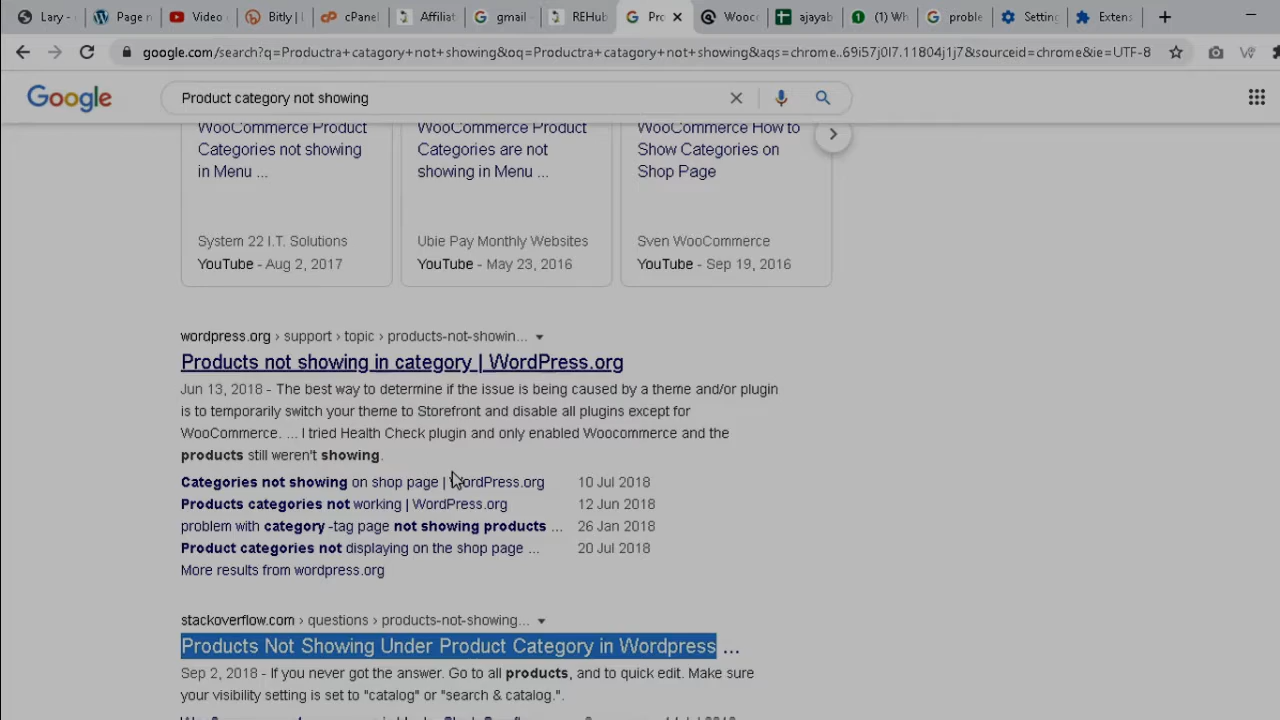 Lary -
Page n
Video
Bitly |
cPanel
Affiliat
gmail -
REHub
Pro
Wooc
ajayab
(1) Wh
proble
Setting
Extens
google.com/search?q=Productra+catagory+not+showing&oq=Productra+catagory+not+showing&aqs=chrome..69i57j0l7.11804j1j7&sourceid=chrome&ie=UTF-8
Google
Product category not showing
WooCommerce Product
Categories not showing
in Menu ...
System 22 I.T. Solutions
YouTube - Aug 2, 2017
WooCommerce Product
Categories are not
showing in Menu ...
Ubie Pay Monthly Websites
YouTube - May 23, 2016
WooCommerce How to
Show Categories on
Shop Page
Sven WooCommerce
YouTube - Sep 19, 2016
wordpress.org › support › topic › products-not-showin...
Products not showing in category | WordPress.org
Jun 13, 2018 - The best way to determine if the issue is being caused by a theme and/or plugin
is to temporarily switch your theme to Storefront and disable all plugins except for
WooCommerce. ... I tried Health Check plugin and only enabled Woocommerce and the
products still weren't showing.
Categories not showing on shop page | WordPress.org 10 Jul 2018
Products categories not working | WordPress.org 12 Jun 2018
problem with category -tag page not showing products ... 26 Jan 2018
Product categories not displaying on the shop page ... 20 Jul 2018
More results from wordpress.org
stackoverflow.com › questions › products-not-showing...
Products Not Showing Under Product Category in Wordpress ...
Sep 2, 2018 - If you never got the answer. Go to all products, and to quick edit. Make sure
your visibility setting is set to "catalog" or "search & catalog.".